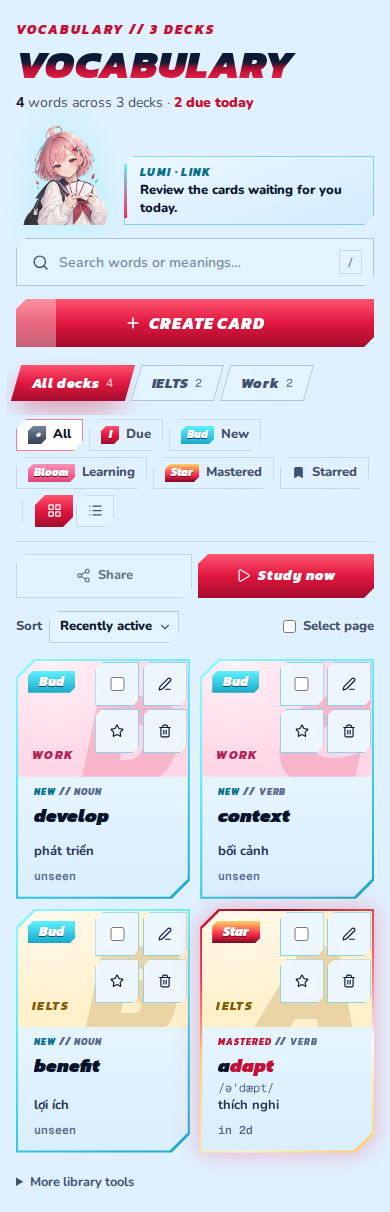 VOCABULARY // 3 DECKS
VOCABULARY
4 words across 3 decks · 2 due today
LUMI · LINK
Review the cards waiting for you
today.
Search words or meanings... /
+ CREATE CARD
All decks 4 IELTS 2 Work 2
All ! Due Bud New
Bloom Learning Star Mastered Starred
Share Study now
Sort Recently active Select page
Bud
WORK
NEW // NOUN
develop
phát triển
unseen
Bud
WORK
NEW // VERB
context
bối cảnh
unseen
Bud
IELTS
NEW // NOUN
benefit
lợi ích
unseen
Star
IELTS
MASTERED // VERB
adapt
/əˈdæpt/
thích nghi
in 2d
More library tools